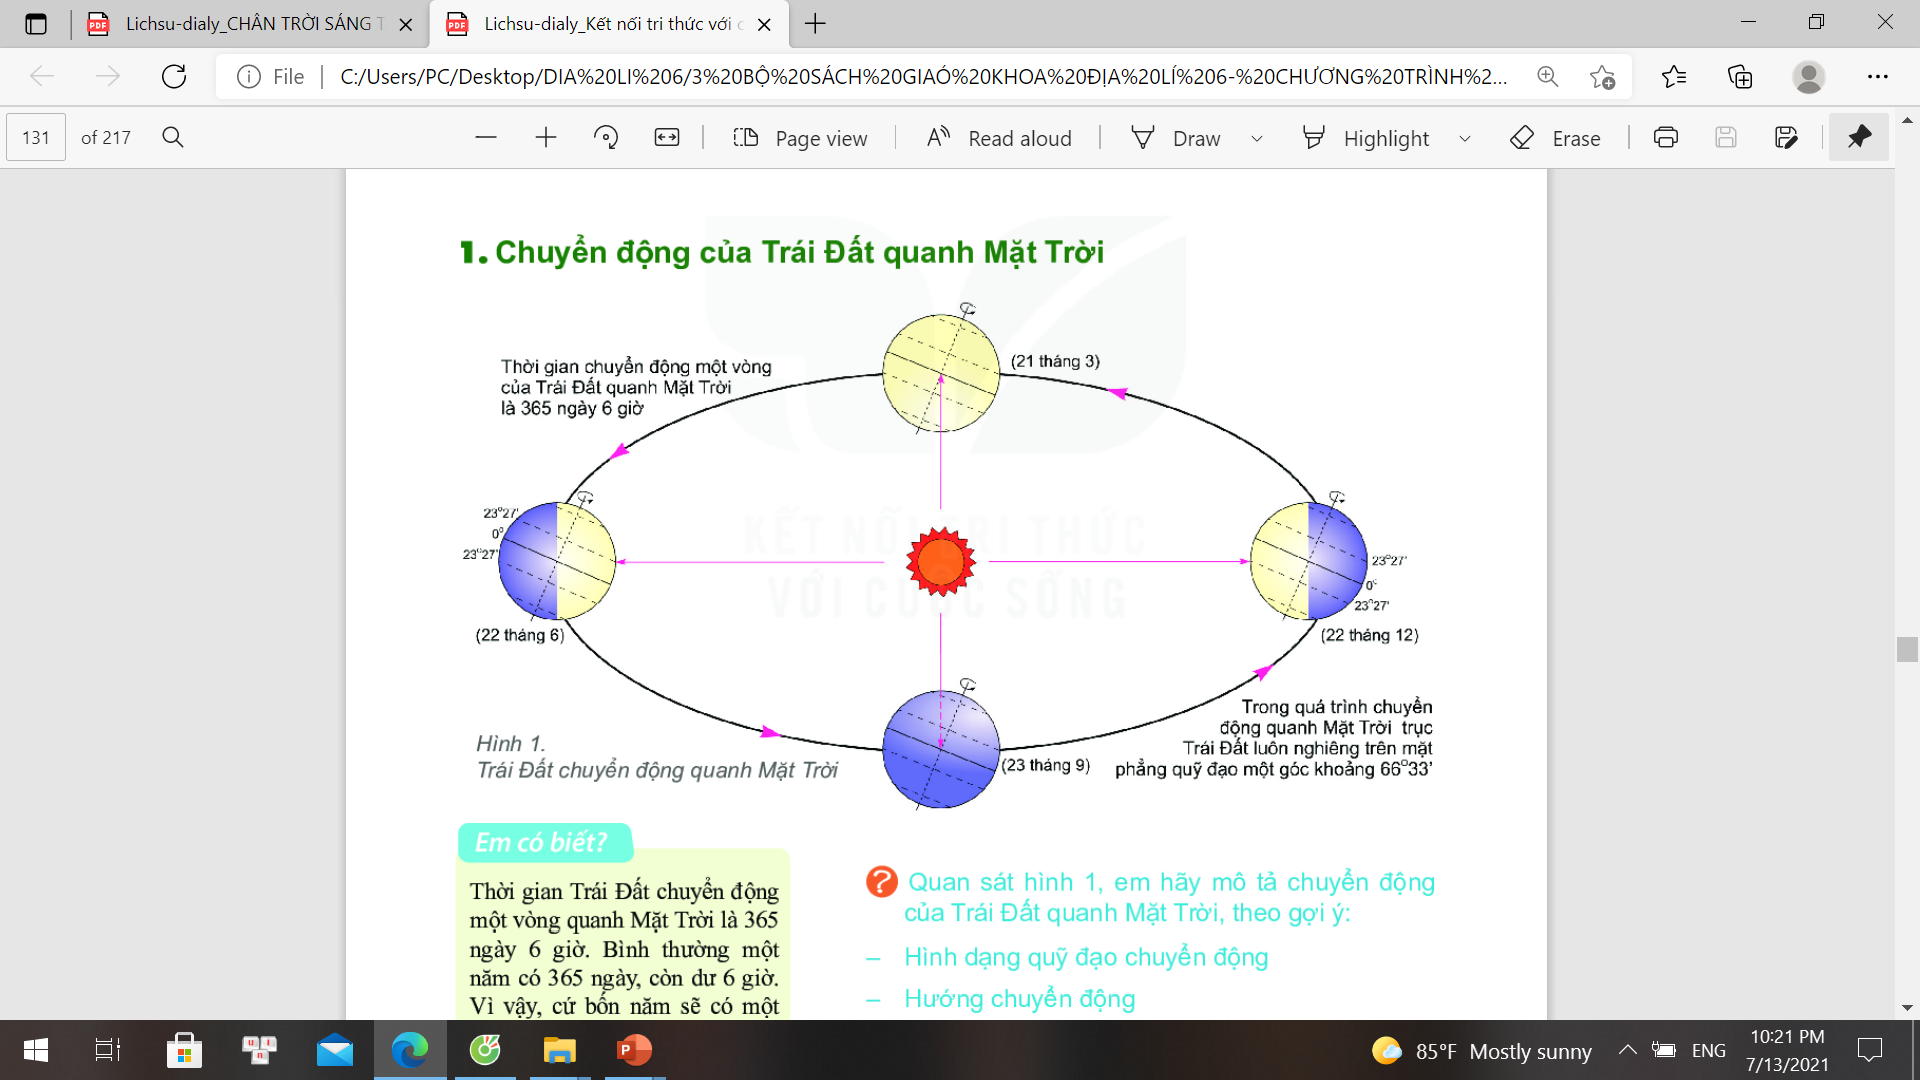 Lichsu-dialy_CHÂN TRỜI SÁNG T
Lichsu-dialy_Kết nối tri thức với c
File
C:/Users/PC/Desktop/DIA%20LI%206/3%20BỘ%20SÁCH%20GIAÓ%20KHOA%20ĐỊA%20LÍ%206-%20CHƯƠNG%20TRÌNH%2...
131 of 217
Page view
Read aloud
Draw
Highlight
Erase
1. Chuyển động của Trái Đất quanh Mặt Trời
(21 tháng 3)
Thời gian chuyển động một vòng
của Trái Đất quanh Mặt Trời
là 365 ngày 6 giờ
23°27'
0°
23°27'
(22 tháng 6)
KẾT NỐI TRI THỨC
VỚI CUỘC SỐNG
23°27'
0°
23°27'
(22 tháng 12)
(23 tháng 9)
Trong quá trình chuyển
động quanh Mặt Trời trục
Trái Đất luôn nghiêng trên mặt
phẳng quỹ đạo một góc khoảng 66°33'
Hình 1.
Trái Đất chuyển động quanh Mặt Trời
Em có biết?
Thời gian Trái Đất chuyển động
một vòng quanh Mặt Trời là 365
ngày 6 giờ. Bình thường một
năm có 365 ngày, còn dư 6 giờ.
Vì vậy, cứ bốn năm sẽ có một
? Quan sát hình 1, em hãy mô tả chuyển động
của Trái Đất quanh Mặt Trời, theo gợi ý:
– Hình dạng quỹ đạo chuyển động
– Hướng chuyển động
85°F Mostly sunny
ENG
10:21 PM
7/13/2021